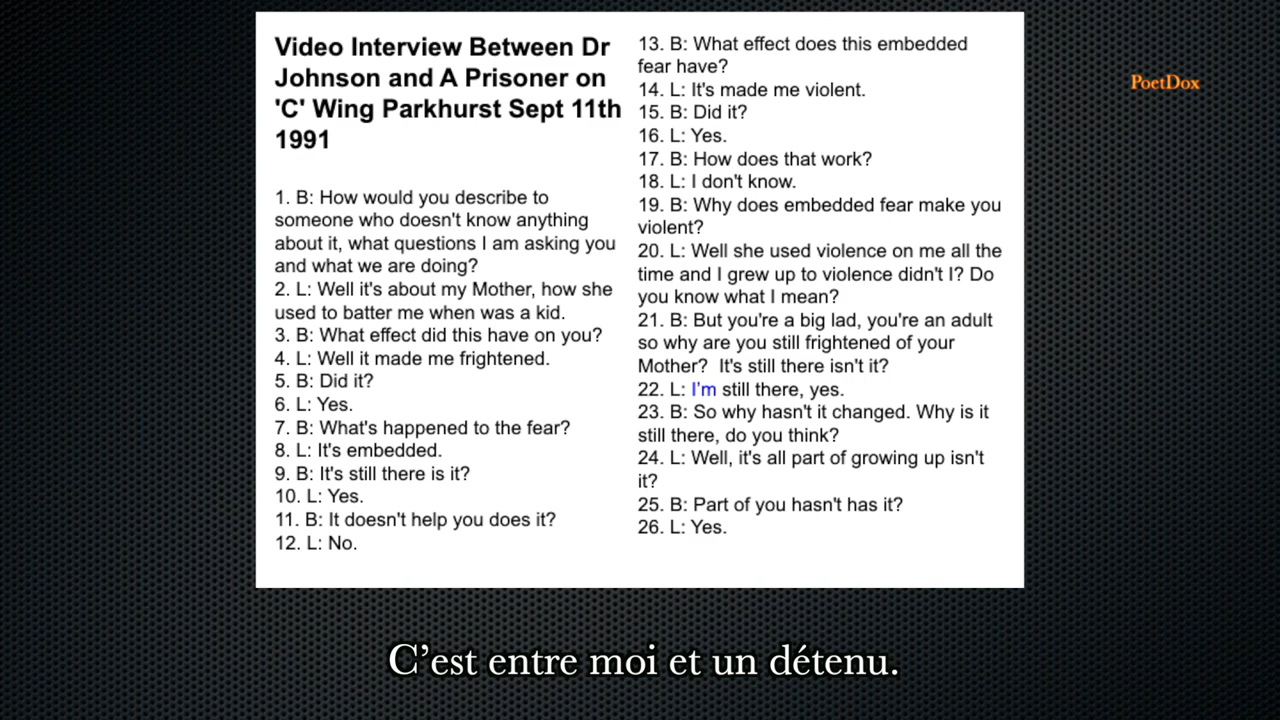 Video Interview Between Dr
Johnson and A Prisoner on
'C' Wing Parkhurst Sept 11th
1991
1. B: How would you describe to
someone who doesn't know anything
about it, what questions I am asking you
and what we are doing?
2. L: Well it's about my Mother, how she
used to batter me when was a kid.
3. B: What effect did this have on you?
4. L: Well it made me frightened.
5. B: Did it?
6. L: Yes.
7. B: What's happened to the fear?
8. L: It's embedded.
9. B: It's still there is it?
10. L: Yes.
11. B: It doesn't help you does it?
12. L: No.
13. B: What effect does this embedded
fear have?
14. L: It's made me violent.
15. B: Did it?
16. L: Yes.
17. B: How does that work?
18. L: I don't know.
19. B: Why does embedded fear make you
violent?
20. L: Well she used violence on me all the
time and I grew up to violence didn't I? Do
you know what I mean?
21. B: But you're a big lad, you're an adult
so why are you still frightened of your
Mother?  It's still there isn't it?
22. L: I'm still there, yes.
23. B: So why hasn't it changed. Why is it
still there, do you think?
24. L: Well, it's all part of growing up isn't
it?
25. B: Part of you hasn't has it?
26. L: Yes.
PoetDox
C’est entre moi et un détenu.